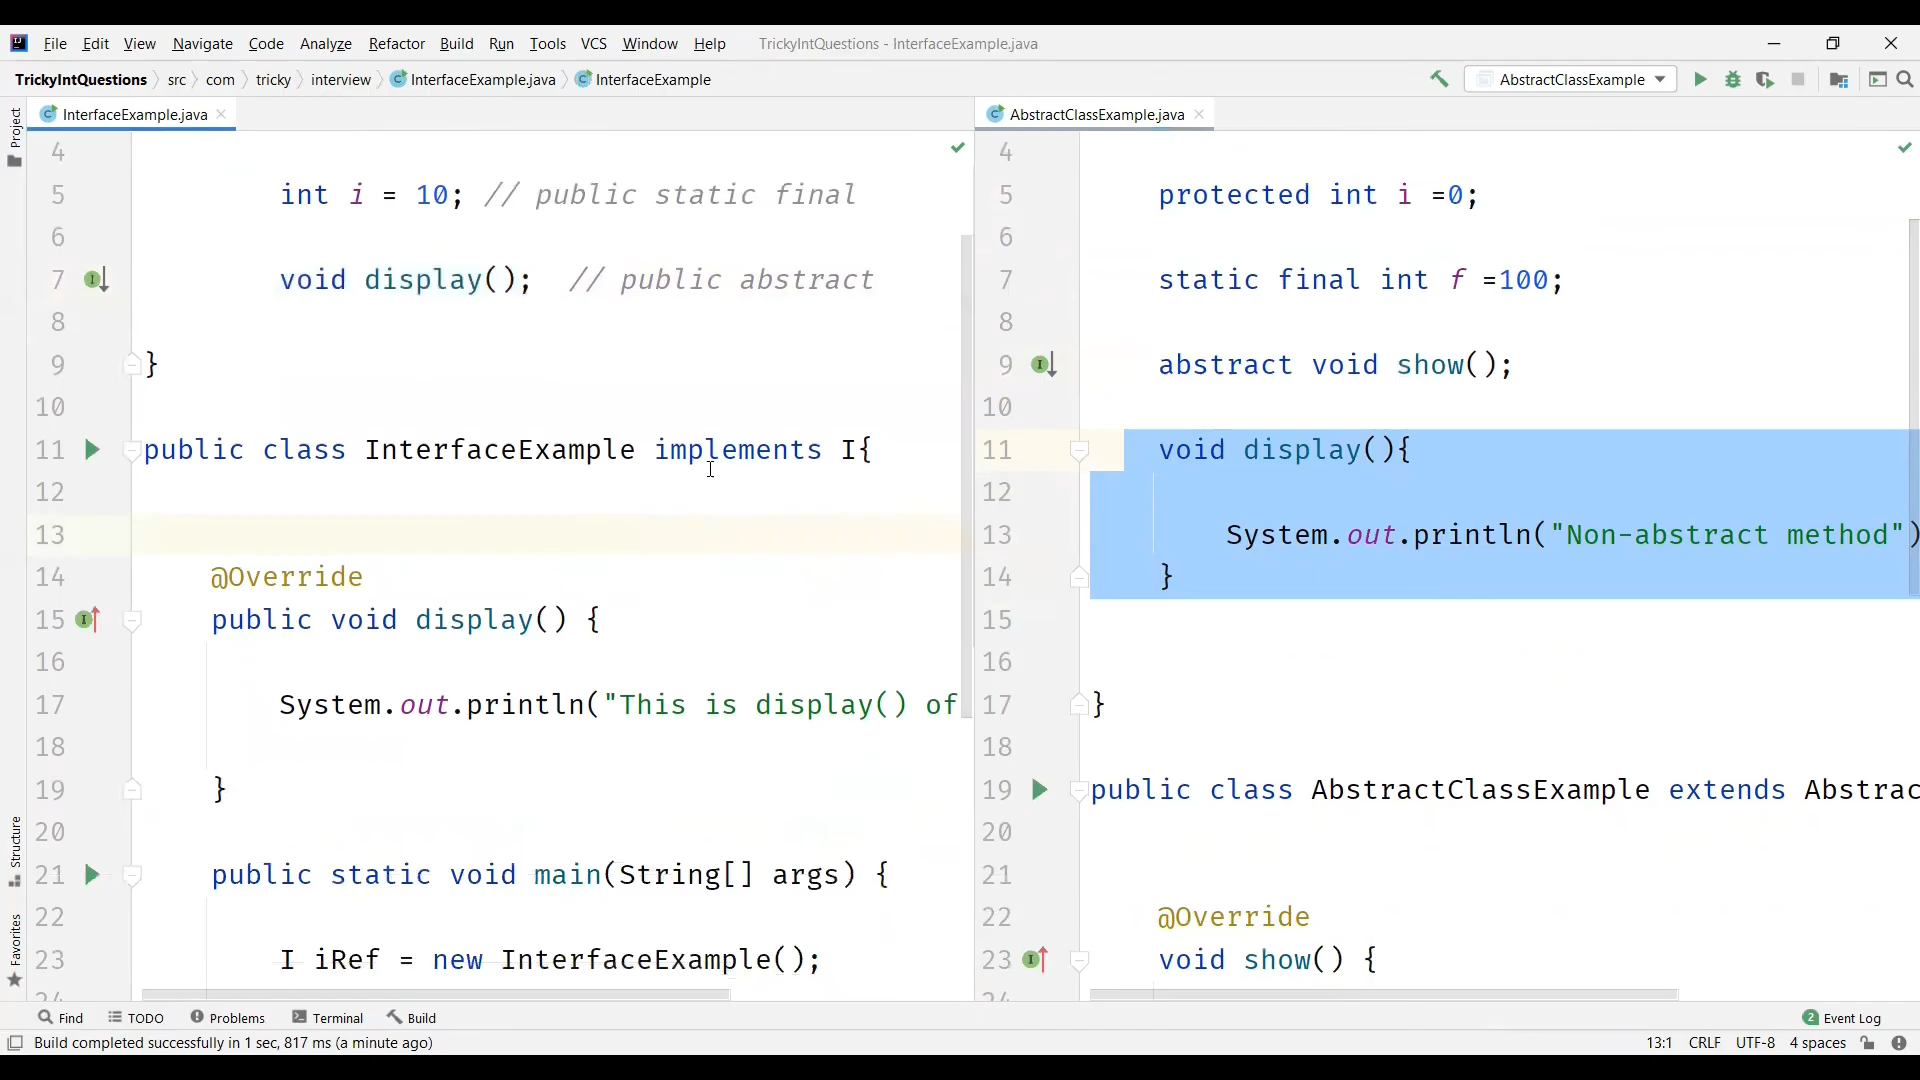 File Edit View Navigate Code Analyze Refactor Build Run Tools VCS Window Help TrickyIntQuestions - InterfaceExample.java
TrickyIntQuestions src com tricky interview InterfaceExample.java InterfaceExample AbstractClassExample
Project
InterfaceExample.java
4
5 int i = 10; // public static final
6
7 void display(); // public abstract
8
9 }
10
11 public class InterfaceExample implements I{
12
13
14 @Override
15 public void display() {
16
17 System.out.println("This is display() of
18
19 }
20
21 public static void main(String[] args) {
22
23 I iRef = new InterfaceExample();
24
AbstractClassExample.java
4
5 protected int i =0;
6
7 static final int f =100;
8
9 abstract void show();
10
11 void display(){
12
13 System.out.println("Non-abstract method")
14 }
15
16
17 }
18
19 public class AbstractClassExample extends Abstrac
20
21
22 @Override
23 void show() {
24
Structure
Favorites
Find TODO Problems Terminal Build 2 Event Log
Build completed successfully in 1 sec, 817 ms (a minute ago) 13:1 CRLF UTF-8 4 spaces